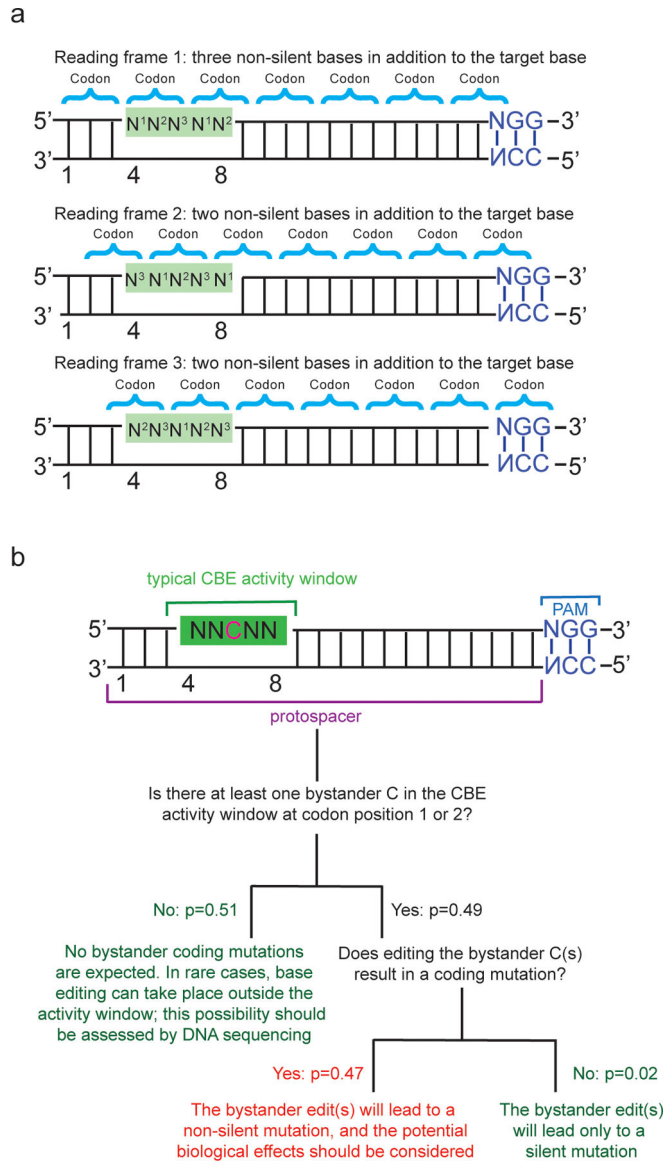 a
Reading frame 1: three non-silent bases in addition to the target base
Codon Codon Codon Codon Codon Codon Codon
5’ N¹N²N³ N¹N² NGG –3’
3’ NCC –5’
1 4 8
Reading frame 2: two non-silent bases in addition to the target base
Codon Codon Codon Codon Codon Codon Codon
5’ N³ N¹N²N³ N¹ NGG –3’
3’ NCC –5’
1 4 8
Reading frame 3: two non-silent bases in addition to the target base
Codon Codon Codon Codon Codon Codon Codon
5’ N²N³N¹N²N³ NGG –3’
3’ NCC –5’
1 4 8
b
typical CBE activity window
PAM
5’ NNCNN NGG –3’
3’ NCC –5’
1 4 8
protospacer
Is there at least one bystander C in the CBE
activity window at codon position 1 or 2?
No: p=0.51 Yes: p=0.49
No bystander coding mutations
are expected. In rare cases, base
editing can take place outside the
activity window; this possibility should
be assessed by DNA sequencing
Does editing the bystander C(s)
result in a coding mutation?
Yes: p=0.47 No: p=0.02
The bystander edit(s) will lead to a
non-silent mutation, and the potential
biological effects should be considered
The bystander edit(s)
will lead only to a
silent mutation